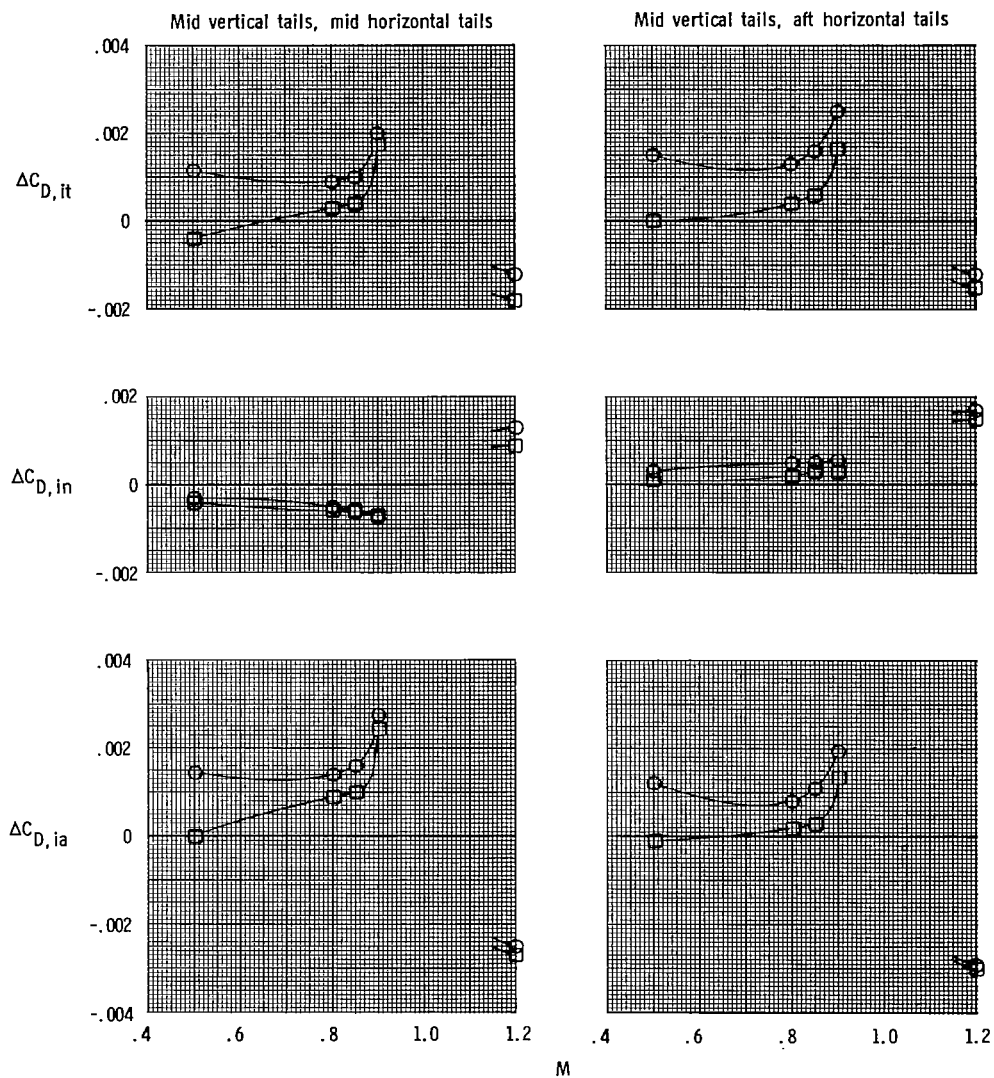 Mid vertical tails, mid horizontal tails
Mid vertical tails, aft horizontal tails
.004
.002
ΔC_D,it
0
-.002
.002
ΔC_D,in
0
-.002
.004
.002
ΔC_D,ia
0
-.002
-.004
.4 .6 .8 1.0 1.2
.4 .6 .8 1.0 1.2
M